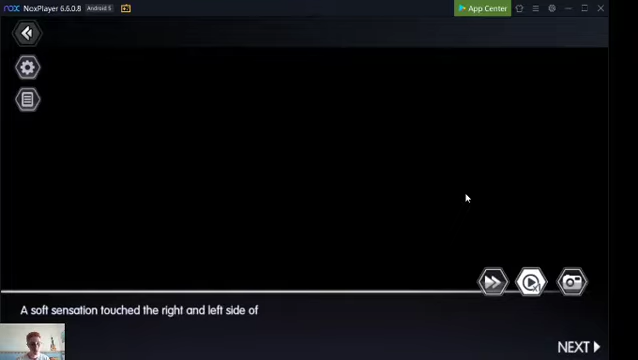 nox NoxPlayer 6.6.0.8 Android 5
App Center
A soft sensation touched the right and left side of
NEXT